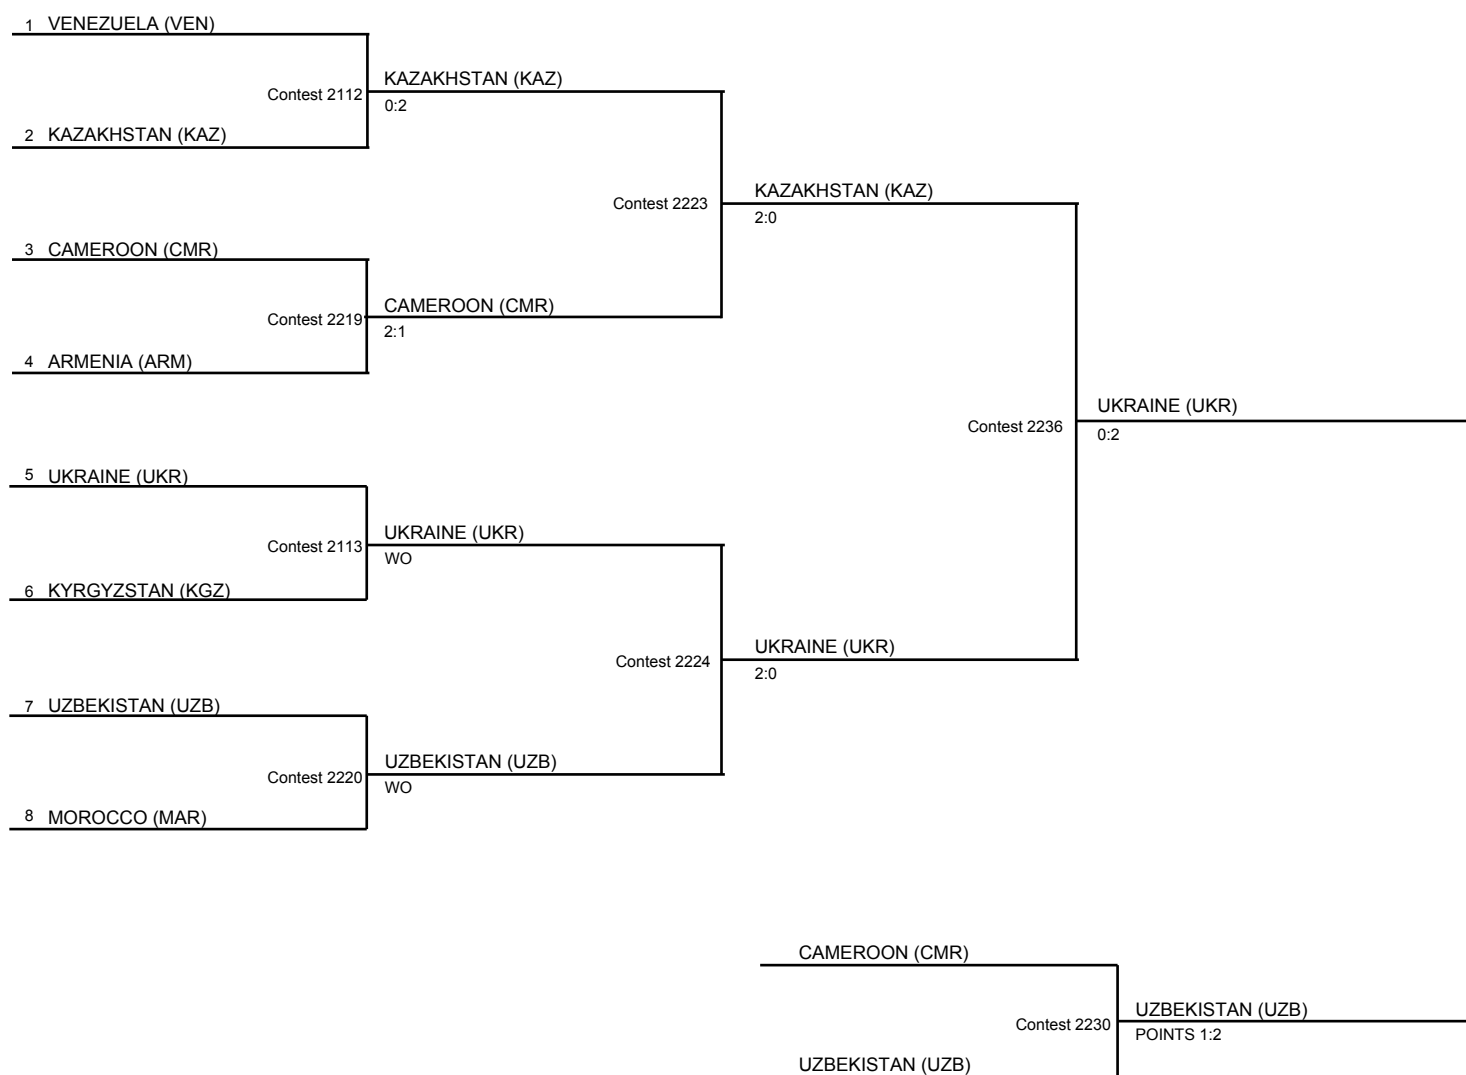 1 VENEZUELA (VEN)
KAZAKHSTAN (KAZ)
Contest 2112
0:2
2 KAZAKHSTAN (KAZ)
KAZAKHSTAN (KAZ)
Contest 2223
2:0
3 CAMEROON (CMR)
CAMEROON (CMR)
Contest 2219
2:1
4 ARMENIA (ARM)
UKRAINE (UKR)
Contest 2236
0:2
5 UKRAINE (UKR)
UKRAINE (UKR)
Contest 2113
WO
6 KYRGYZSTAN (KGZ)
UKRAINE (UKR)
Contest 2224
2:0
7 UZBEKISTAN (UZB)
UZBEKISTAN (UZB)
Contest 2220
WO
8 MOROCCO (MAR)
CAMEROON (CMR)
UZBEKISTAN (UZB)
Contest 2230
POINTS 1:2
UZBEKISTAN (UZB)